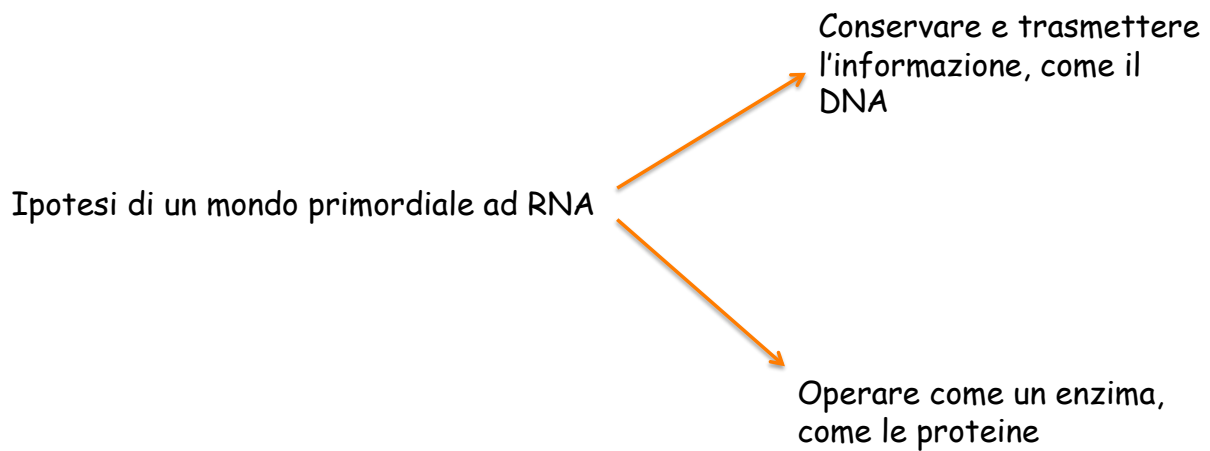 Conservare e trasmettere
l'informazione, come il
DNA
Ipotesi di un mondo primordiale ad RNA
Operare come un enzima,
come le proteine